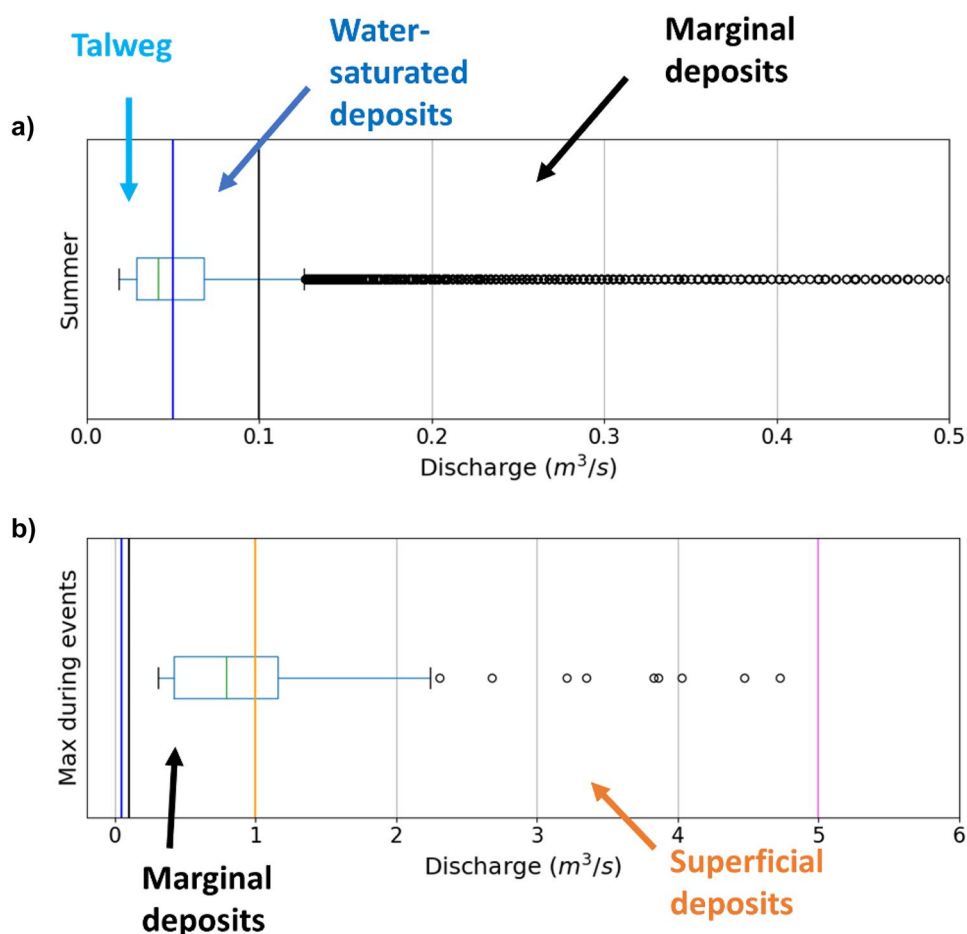 Talweg
Water-
saturated
deposits
Marginal
deposits
a)
Summer
0.0 0.1 0.2 0.3 0.4 0.5
Discharge (m³/s)
b)
Max during events
0 1 2 3 4 5 6
Discharge (m³/s)
Marginal
deposits
Superficial
deposits